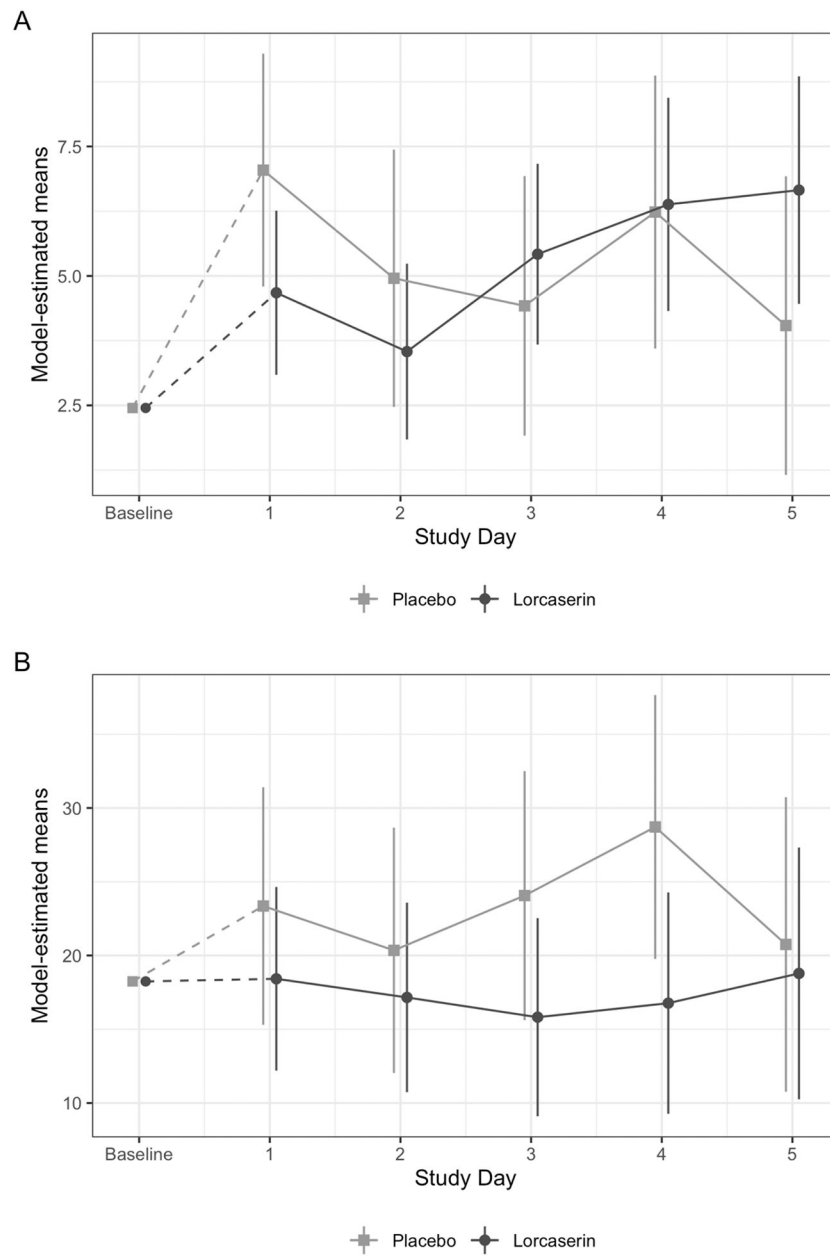 A
Model-estimated means
7.5
5.0
2.5
Baseline 1 2 3 4 5
Study Day
Placebo Lorcaserin
B
Model-estimated means
30
20
10
Baseline 1 2 3 4 5
Study Day
Placebo Lorcaserin